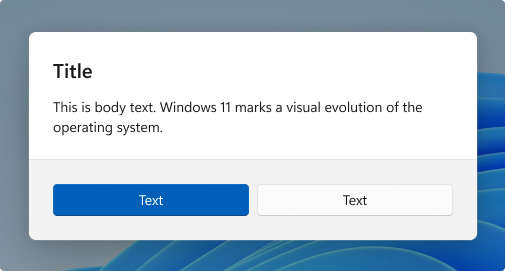 Title
This is body text. Windows 11 marks a visual evolution of the
operating system.
Text
Text